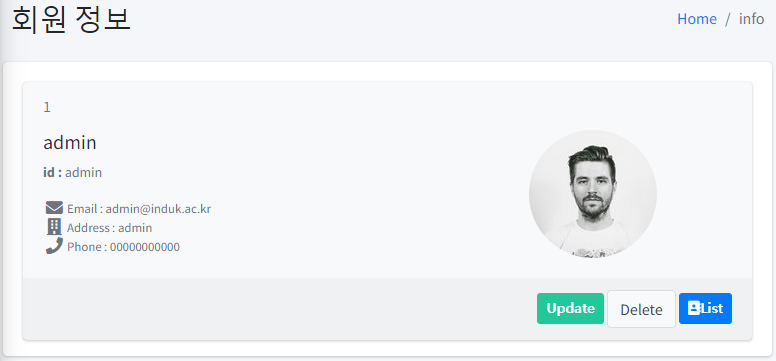 회원 정보
Home / info
1
admin
id : admin
Email : admin@induk.ac.kr
Address : admin
Phone : 00000000000
Update Delete List